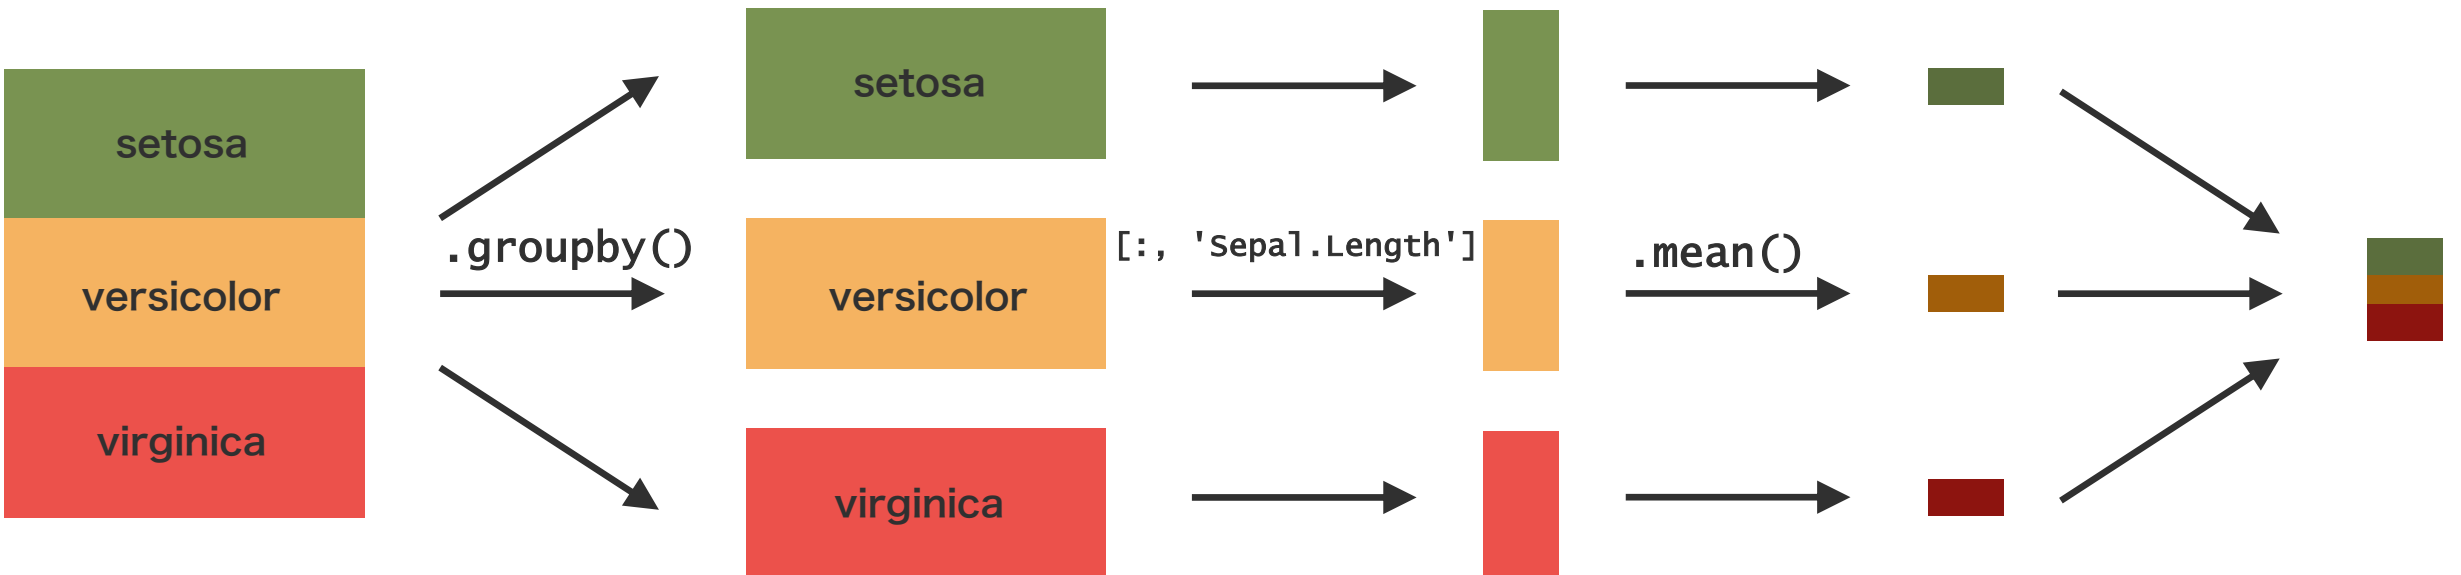 setosa
versicolor
virginica
.groupby()
setosa
versicolor
virginica
[:, 'Sepal.Length']
.mean()